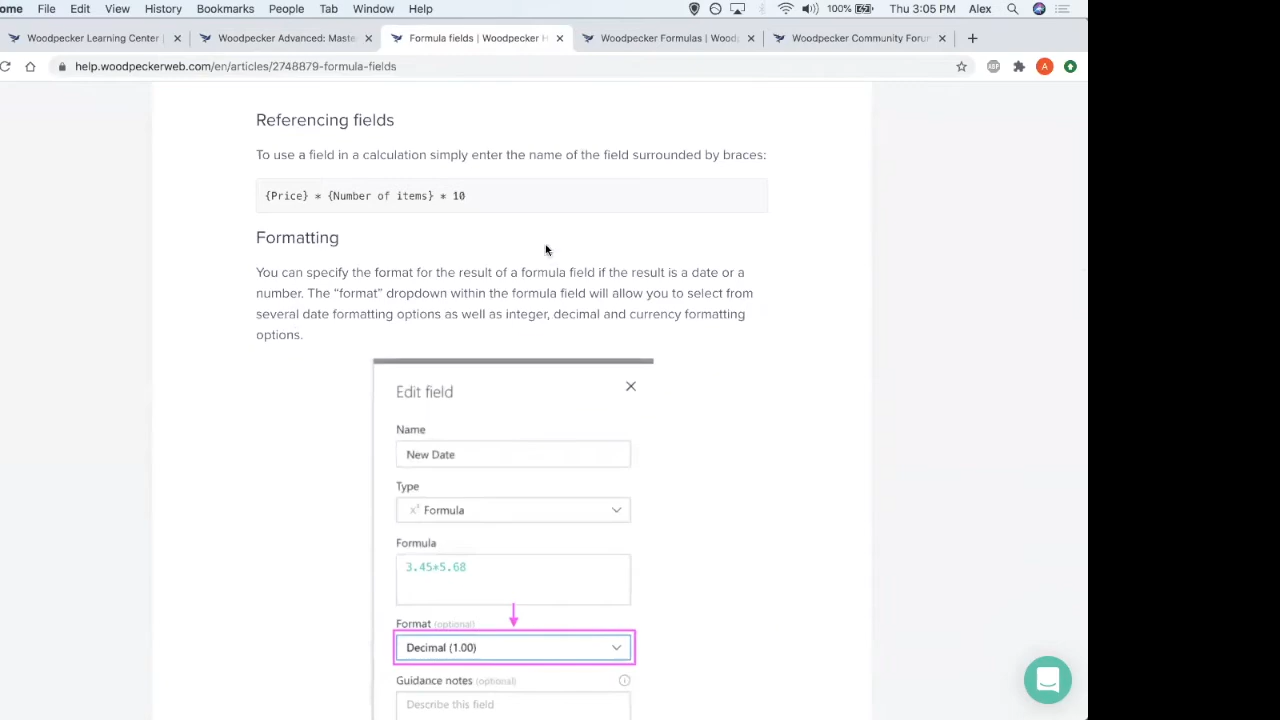 ome File Edit View History Bookmarks People Tab Window Help 100% Thu 3:05 PM Alex
Woodpecker Learning Center | Woodpecker Advanced: Maste Formula fields | Woodpecker H Woodpecker Formulas | Wood Woodpecker Community Forum
help.woodpeckerweb.com/en/articles/2748879-formula-fields ABP A
Referencing fields
To use a field in a calculation simply enter the name of the field surrounded by braces:
{Price} * {Number of items} * 10
Formatting
You can specify the format for the result of a formula field if the result is a date or a
number. The “format” dropdown within the formula field will allow you to select from
several date formatting options as well as integer, decimal and currency formatting
options.
Edit field
Name
New Date
Type
x² Formula
Formula
3.45*5.68
Format (optional)
Decimal (1.00)
Guidance notes (optional)
Describe this field